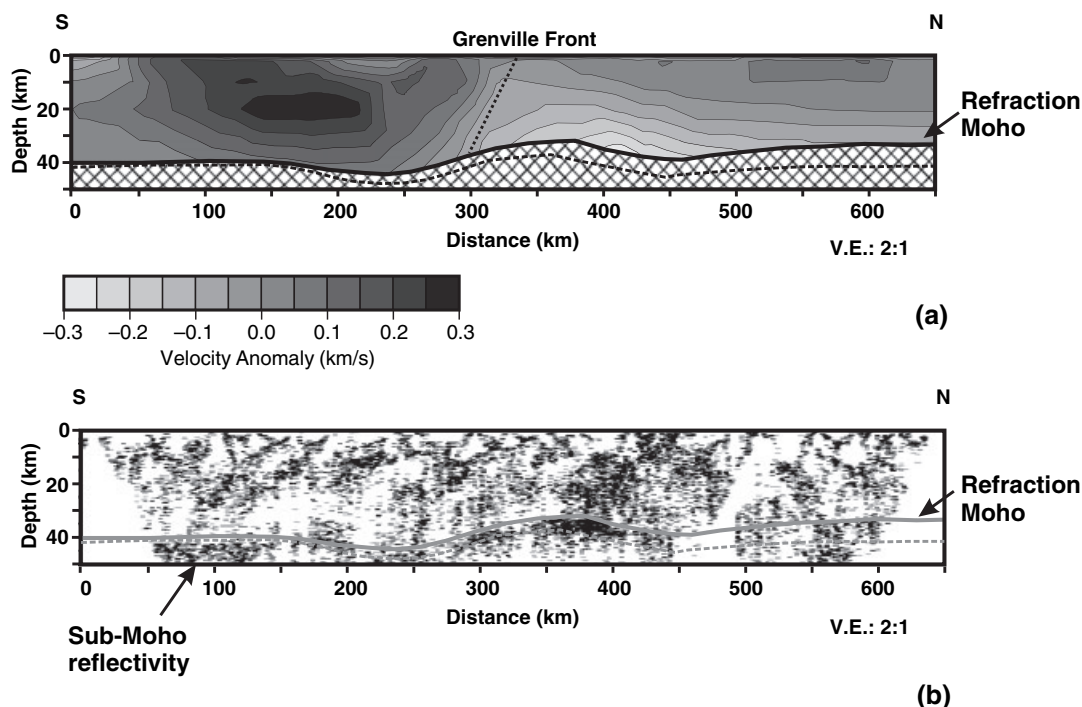 S
N
Grenville Front
0
20
40
Depth (km)
Refraction
Moho
0 100 200 300 400 500 600
Distance (km)
V.E.: 2:1
–0.3 –0.2 –0.1 0.0 0.1 0.2 0.3
Velocity Anomaly (km/s)
(a)
S
N
0
20
40
Depth (km)
Refraction
Moho
0 100 200 300 400 500 600
Distance (km)
V.E.: 2:1
Sub-Moho
reflectivity
(b)